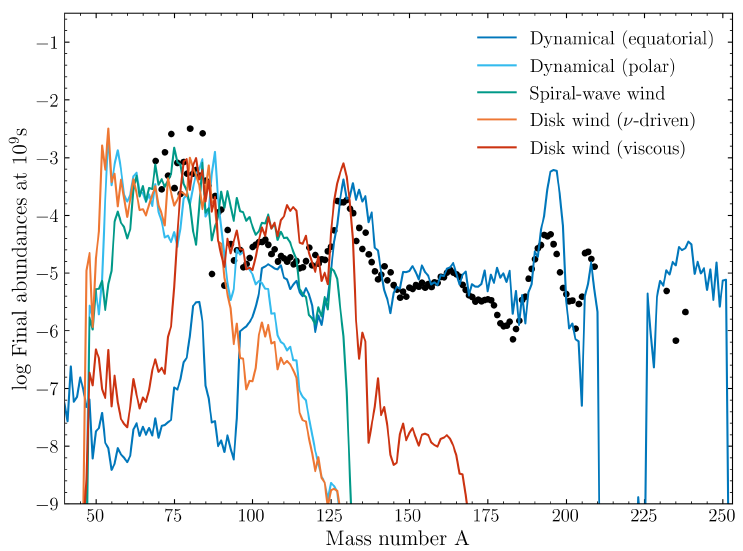 Dynamical (equatorial)
Dynamical (polar)
Spiral-wave wind
Disk wind (ν-driven)
Disk wind (viscous)
log Final abundances at 10⁹s
−1
−2
−3
−4
−5
−6
−7
−8
−9
50 75 100 125 150 175 200 225 250
Mass number A